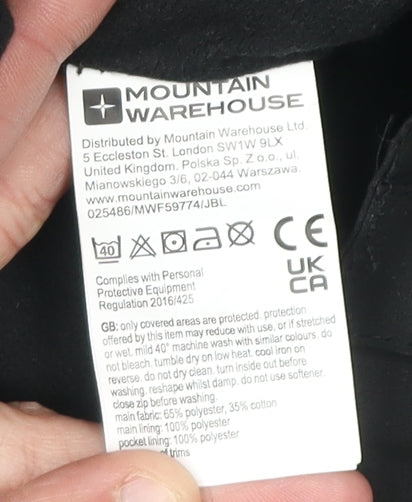 MOUNTAIN
WAREHOUSE
Distributed by Mountain Warehouse Ltd.
5 Eccleston St. London SW1W 9LX
United Kingdom. Polska Sp. Z o.o., ul.
Mianowskiego 3/6, 02-044 Warszawa.
www.mountainwarehouse.com
025486/MWF59774/JBL
40
CE
UK
CA
Complies with Personal
Protective Equipment
Regulation 2016/425
GB: only covered areas are protected. protection
offered by this item may reduce with use, or if stretched
or wet. mild 40° machine wash with similar colours. do
not bleach. tumble dry on low heat. cool iron on
reverse. do not dry clean. turn inside out before
washing. reshape whilst damp. do not use softener.
close zip before washing.
main fabric: 65% polyester, 35% cotton
main lining: 100% polyester
pocket lining: 100% polyester
of trims